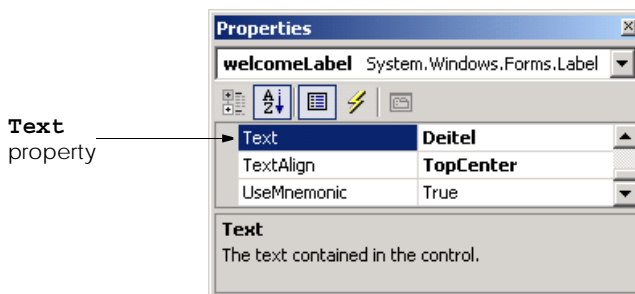 Properties
welcomeLabel System.Windows.Forms.Label
A
Z
Text
property
Text Deitel
TextAlign TopCenter
UseMnemonic True
Text
The text contained in the control.